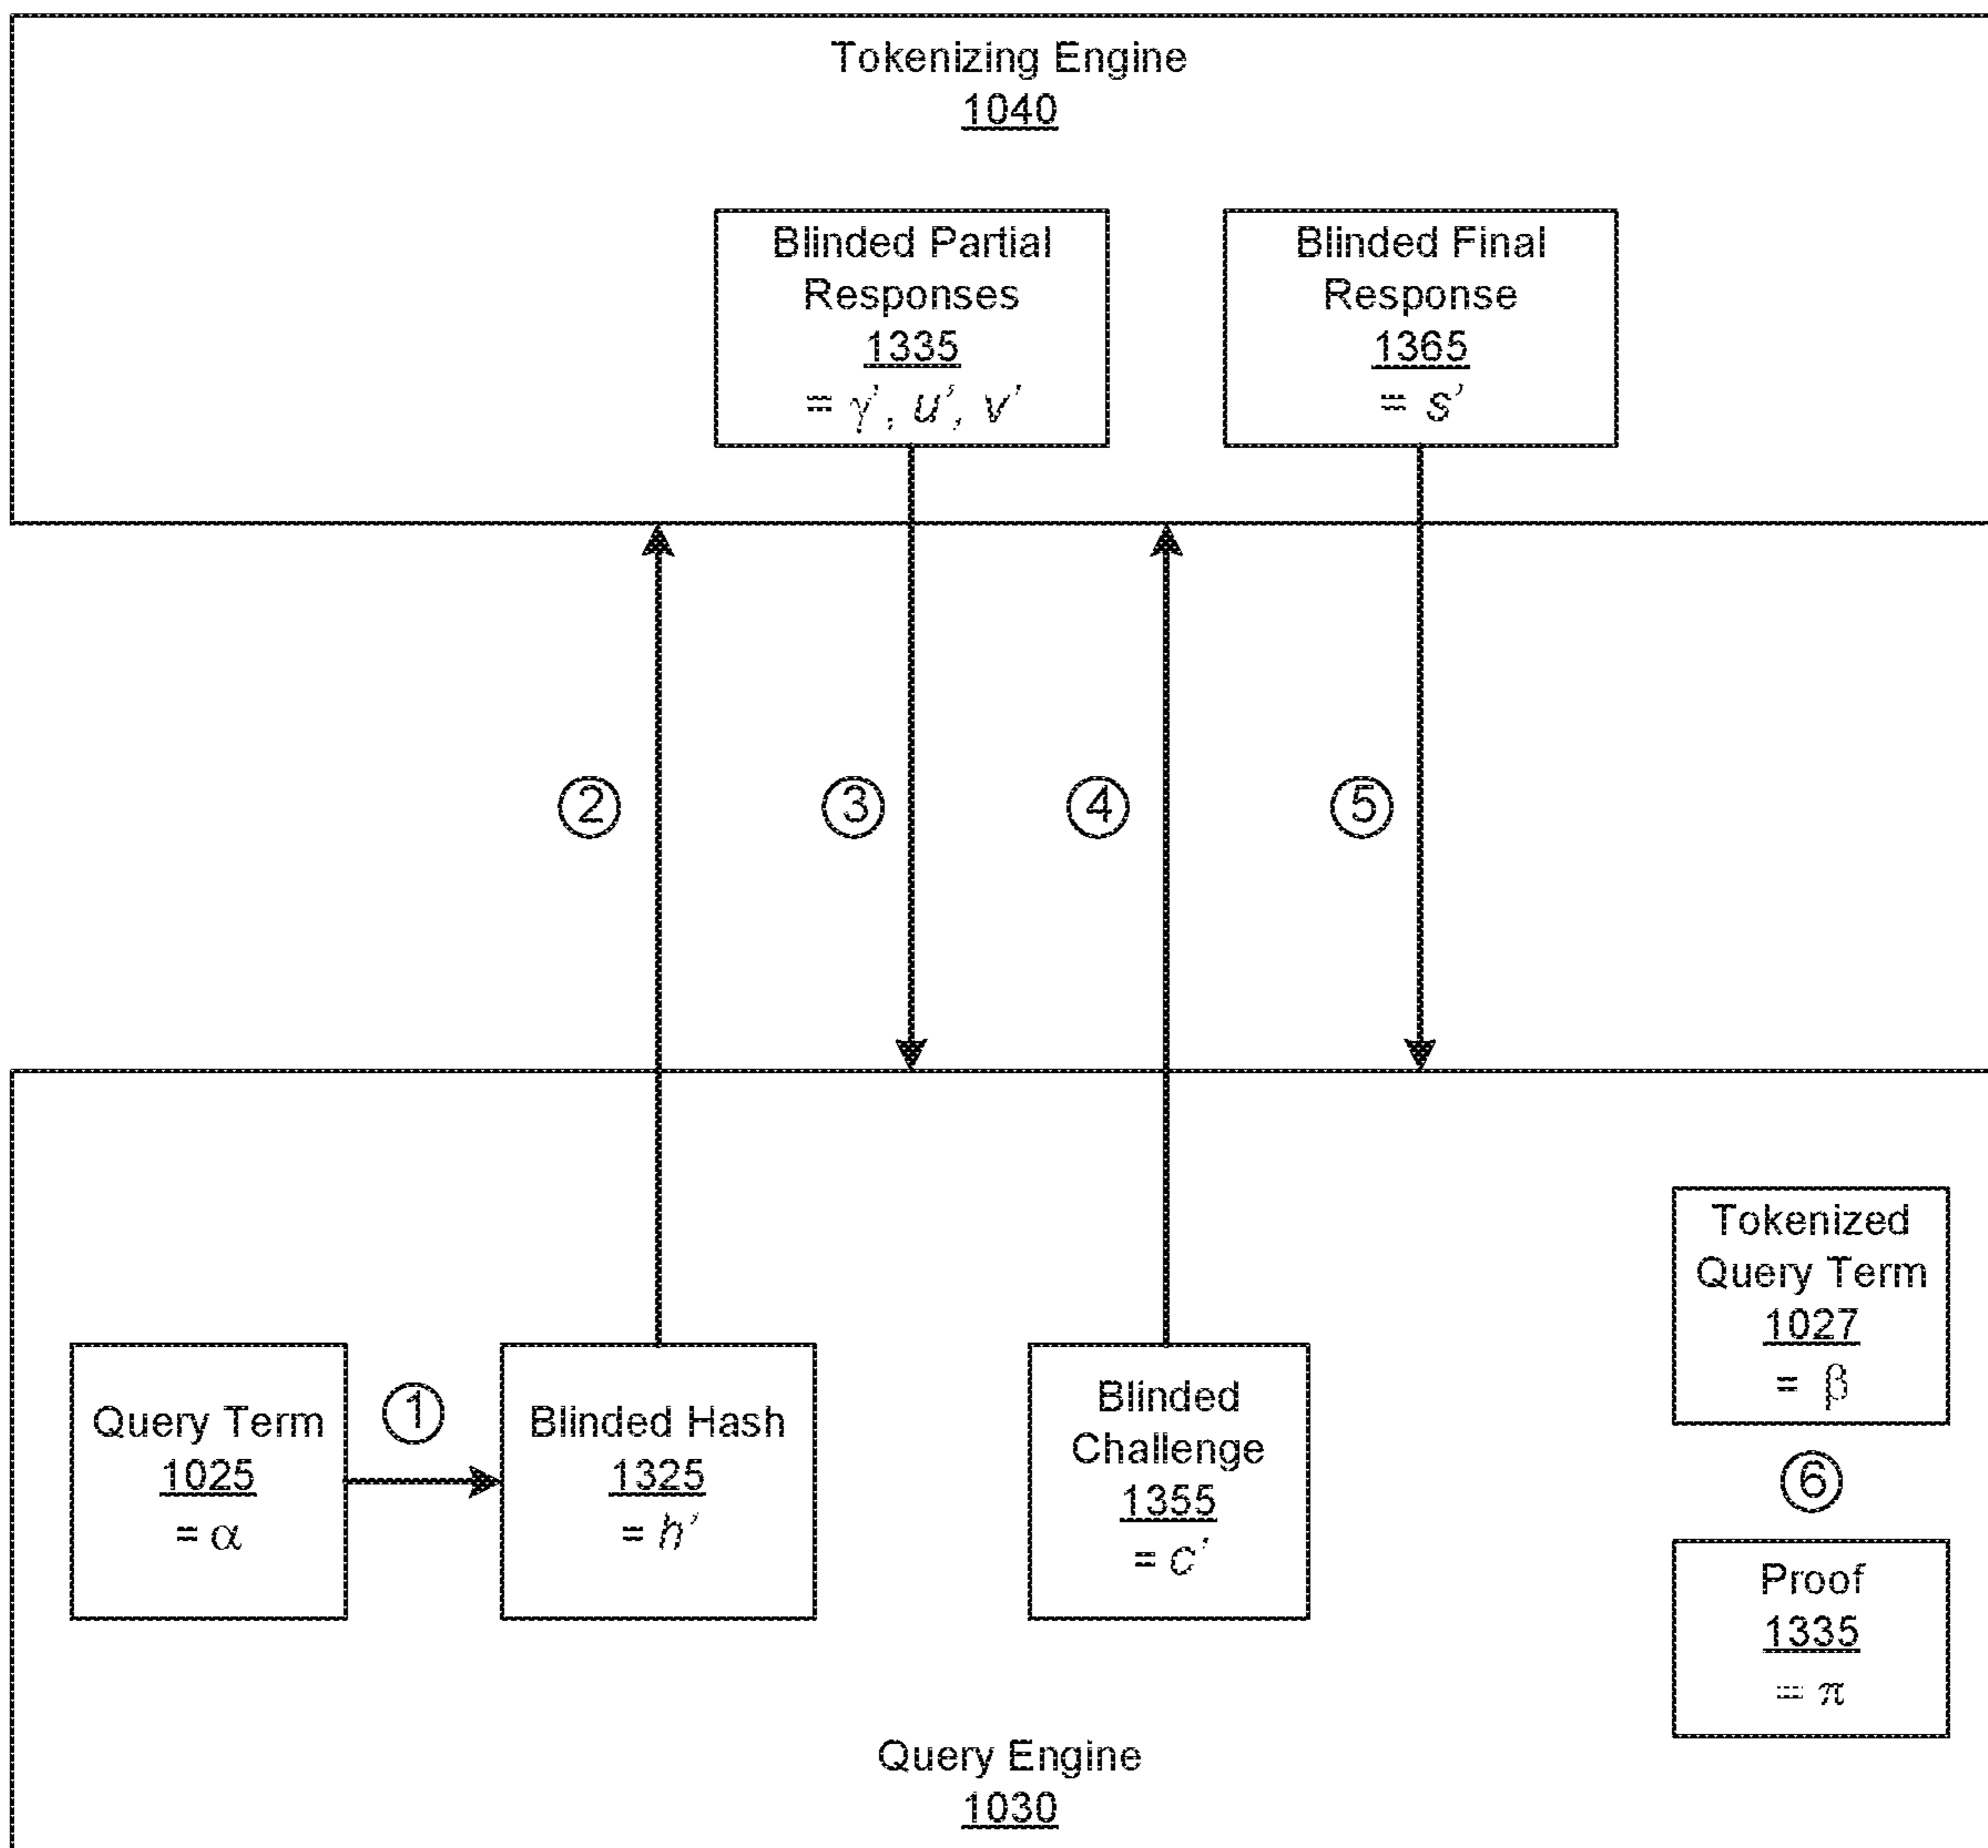 Tokenizing Engine
1040
Blinded Partial
Responses
1335
= γ', u', v'
Blinded Final
Response
1365
= s'
②
③
④
⑤
Query Term
1025
= α
①
Blinded Hash
1325
= h'
Blinded
Challenge
1355
= c'
Tokenized
Query Term
1027
= β
⑥
Proof
1335
= π
Query Engine
1030